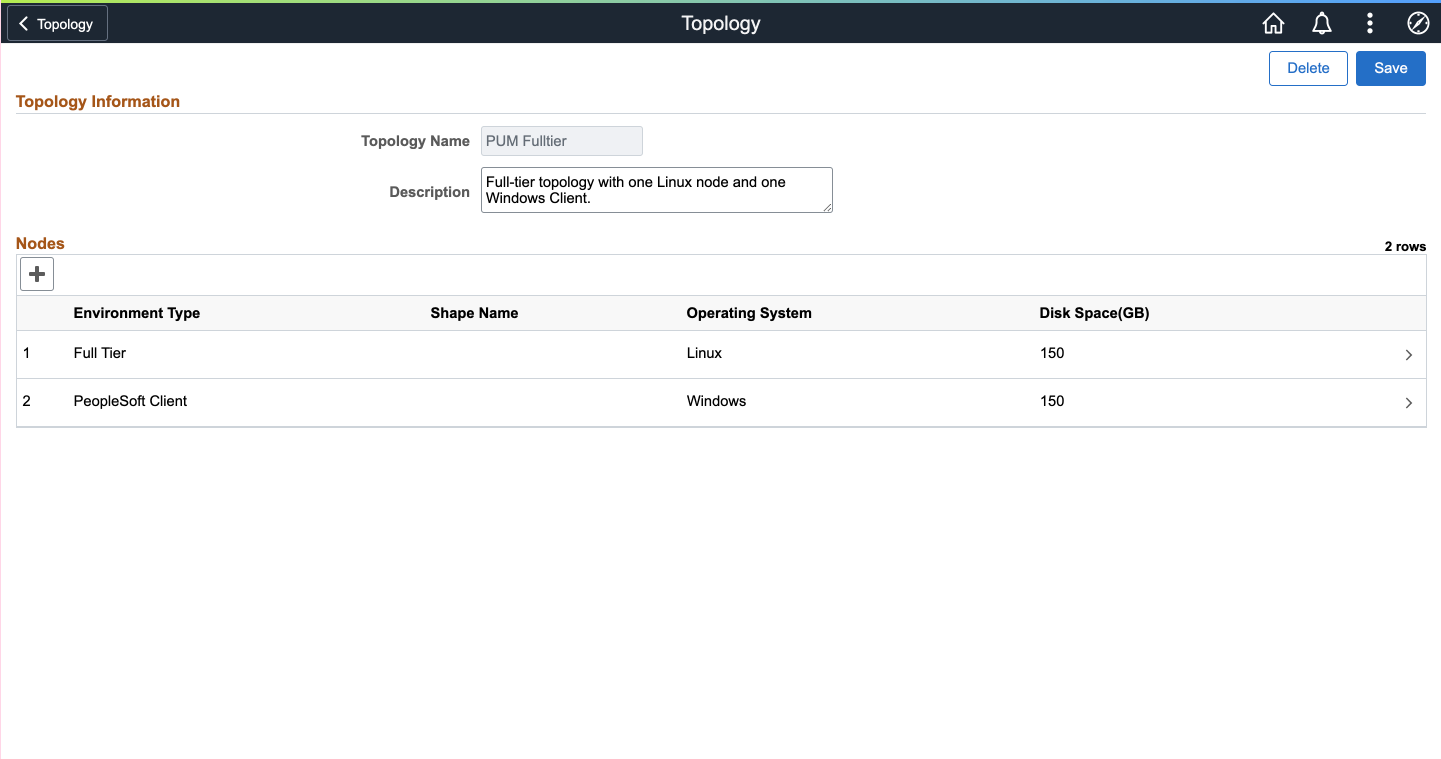 Topology
Topology
Delete
Save
Topology Information
Topology Name
PUM Fulltier
Description
Full-tier topology with one Linux node and one
Windows Client.
Nodes
2 rows
Environment Type Shape Name Operating System Disk Space(GB)
1 Full Tier Linux 150
2 PeopleSoft Client Windows 150